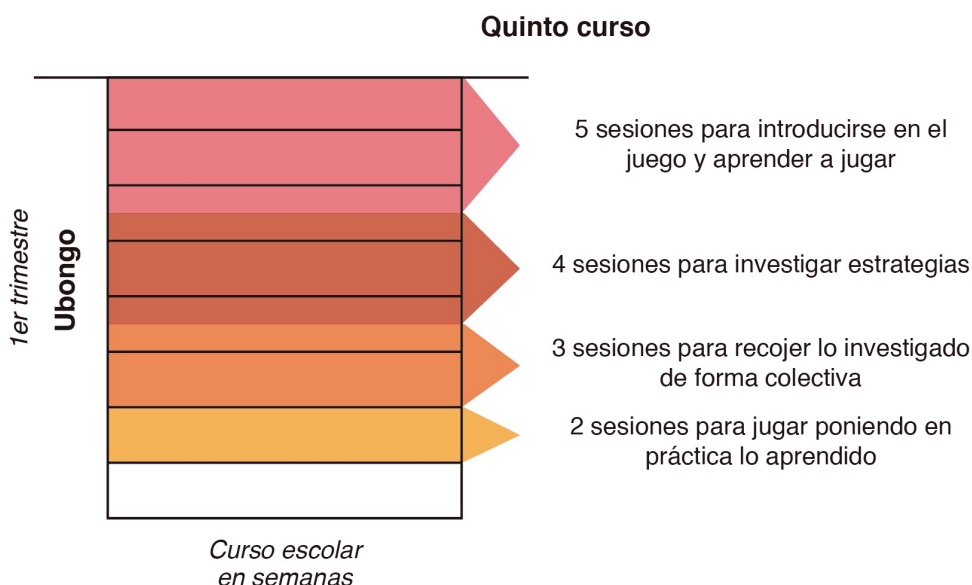 Quinto curso
5 sesiones para introducirse en el
juego y aprender a jugar
1er trimestre
Ubongo
4 sesiones para investigar estrategias
3 sesiones para recojer lo investigado
de forma colectiva
2 sesiones para jugar poniendo en
práctica lo aprendido
Curso escolar
en semanas